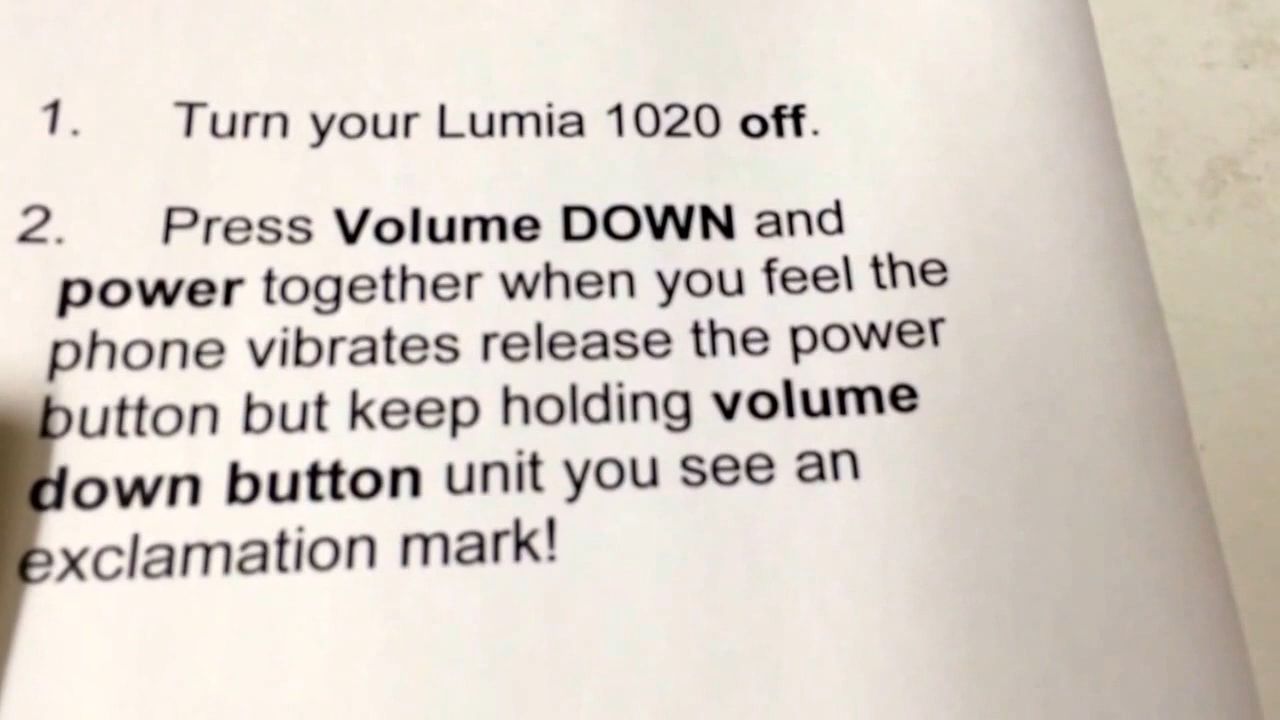 1. Turn your Lumia 1020 off.
2. Press Volume DOWN and
power together when you feel the
phone vibrates release the power
button but keep holding volume
down button unit you see an
exclamation mark!